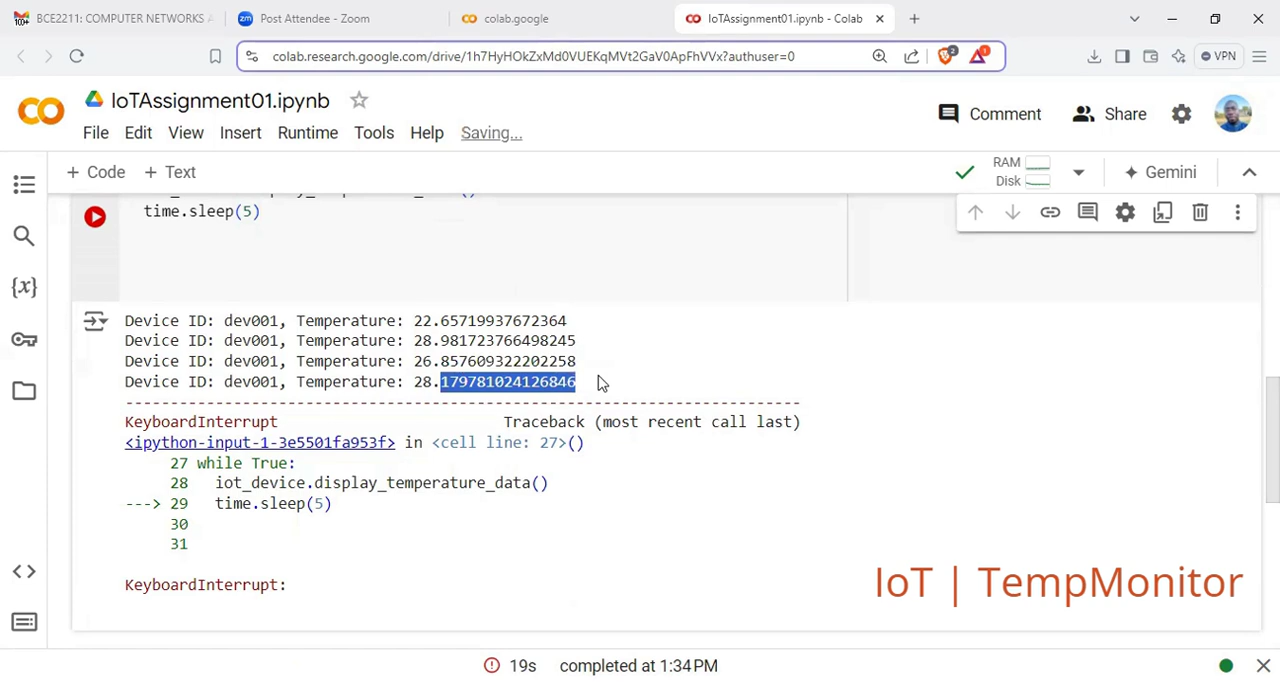 BCE2211: COMPUTER NETWORKS
Post Attendee - Zoom
colab.google
IoTAssignment01.ipynb - Colab
colab.research.google.com/drive/1h7HyHOkZxMd0VUEKqMVt2GaV0ApFhVVx?authuser=0
2
1
VPN
IoTAssignment01.ipynb
Comment
Share
File Edit View Insert Runtime Tools Help Saving...
+ Code + Text
RAM
Disk
Gemini
time.sleep(5)
Device ID: dev001, Temperature: 22.65719937672364
Device ID: dev001, Temperature: 28.981723766498245
Device ID: dev001, Temperature: 26.857609322202258
Device ID: dev001, Temperature: 28.179781024126846
---------------------------------------------------------------------------
KeyboardInterrupt Traceback (most recent call last)
<ipython-input-1-3e5501fa953f> in <cell line: 27>()
27 while True:
28 iot_device.display_temperature_data()
---> 29 time.sleep(5)
30
31
KeyboardInterrupt:
IoT | TempMonitor
19s completed at 1:34 PM